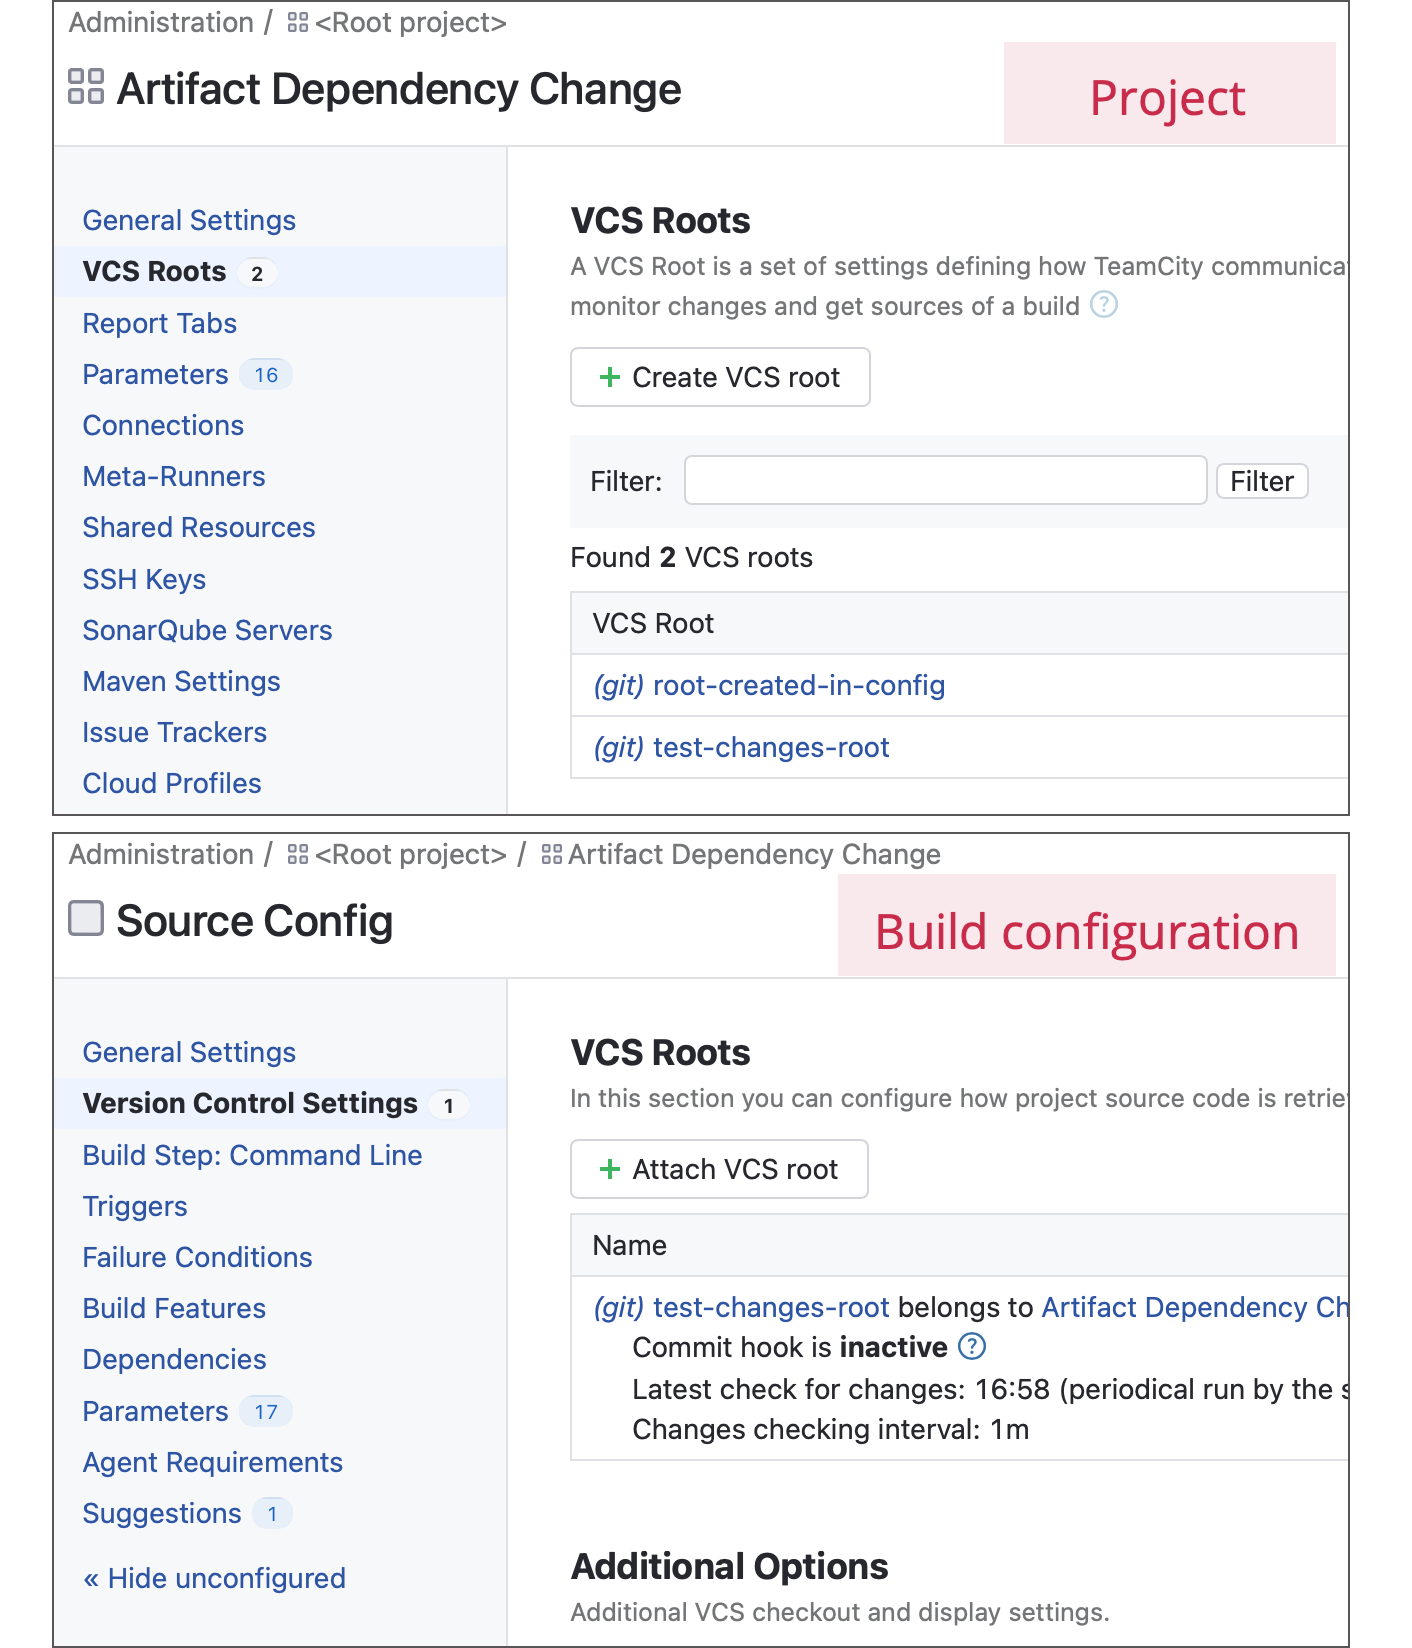 Administration / <Root project>
Artifact Dependency Change
Project
General Settings
VCS Roots 2
Report Tabs
Parameters 16
Connections
Meta-Runners
Shared Resources
SSH Keys
SonarQube Servers
Maven Settings
Issue Trackers
Cloud Profiles
VCS Roots
A VCS Root is a set of settings defining how TeamCity communica
monitor changes and get sources of a build ?
+ Create VCS root
Filter: Filter
Found 2 VCS roots
VCS Root
(git) root-created-in-config
(git) test-changes-root
Administration / <Root project> / Artifact Dependency Change
Source Config
Build configuration
General Settings
Version Control Settings 1
Build Step: Command Line
Triggers
Failure Conditions
Build Features
Dependencies
Parameters 17
Agent Requirements
Suggestions 1
« Hide unconfigured
VCS Roots
In this section you can configure how project source code is retrie
+ Attach VCS root
Name
(git) test-changes-root belongs to Artifact Dependency Ch
Commit hook is inactive ?
Latest check for changes: 16:58 (periodical run by the s
Changes checking interval: 1m
Additional Options
Additional VCS checkout and display settings.